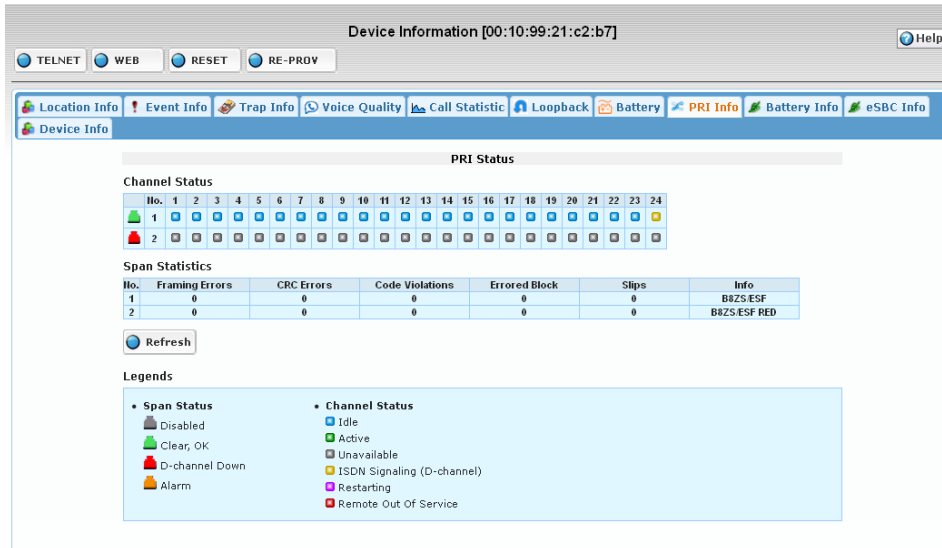 Device Information [00:10:99:21:c2:b7]
Help
TELNET WEB RESET RE-PROV
Location Info Event Info Trap Info Voice Quality Call Statistic Loopback Battery PRI Info Battery Info eSBC Info
Device Info
PRI Status
Channel Status
No. 1 2 3 4 5 6 7 8 9 10 11 12 13 14 15 16 17 18 19 20 21 22 23 24
1
2
Span Statistics
No. Framing Errors CRC Errors Code Violations Errored Block Slips Info
1 0 0 0 0 0 B8ZS/ESF
2 0 0 0 0 0 B8ZS/ESF RED
Refresh
Legends
• Span Status • Channel Status
Idle
Disabled
Active
Clear, OK
Unavailable
D-channel Down
ISDN Signaling (D-channel)
Alarm
Restarting
Remote Out Of Service